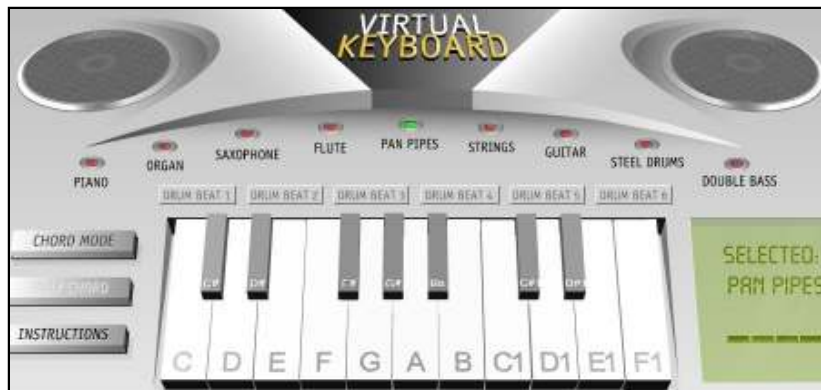 VIRTUAL
KEYBOARD
PIANO
ORGAN
SAXOPHONE
FLUTE
PAN PIPES
STRINGS
GUITAR
STEEL DRUMS
DOUBLE BASS
DRUM BEAT 1
DRUM BEAT 2
DRUM BEAT 3
DRUM BEAT 4
DRUM BEAT 5
DRUM BEAT 6
CHORD MODE
CHORD
INSTRUCTIONS
C# D# G#
C D E F G A B C1 D1 E1 F1
SELECTED:
PAN PIPES